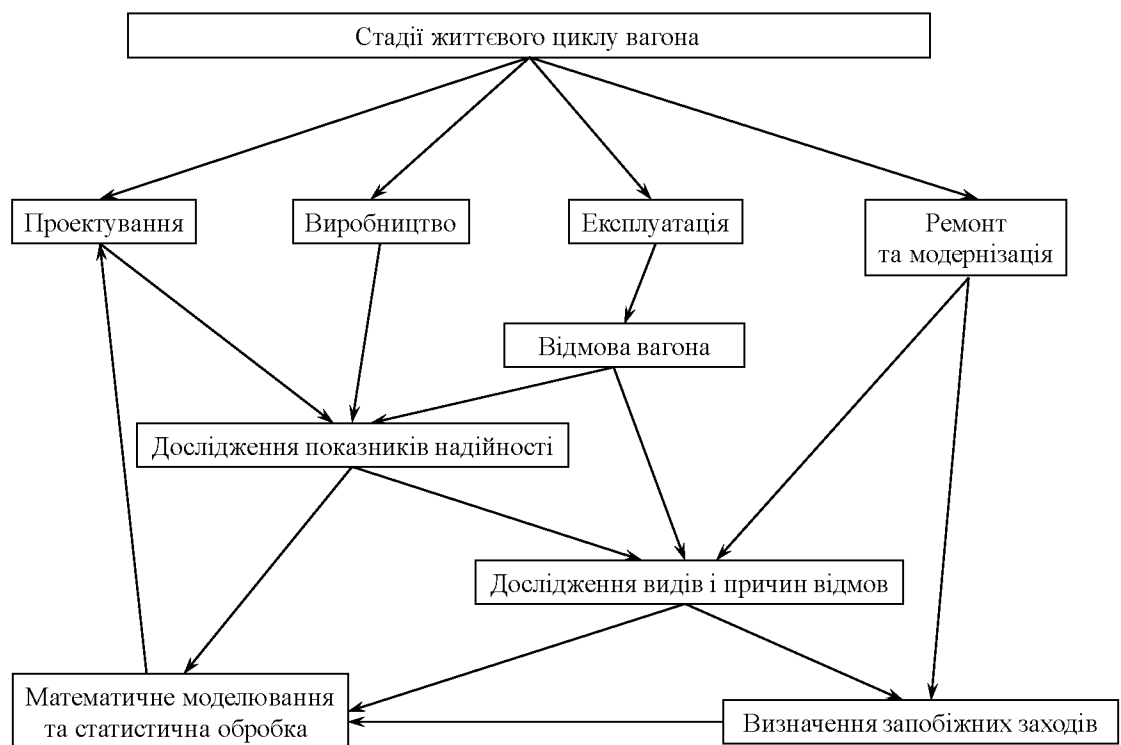 Стадії життєвого циклу вагона
Проектування
Виробництво
Експлуатація
Ремонт
та модернізація
Відмова вагона
Дослідження показників надійності
Дослідження видів і причин відмов
Математичне моделювання
та статистична обробка
Визначення запобіжних заходів